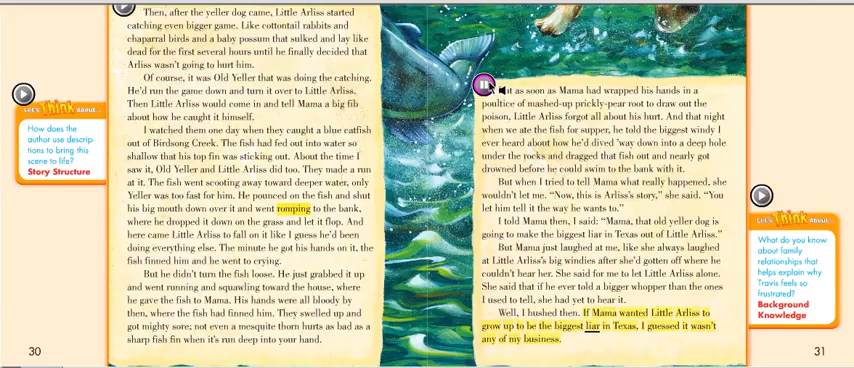 Then, after the yeller dog came, Little Arliss started
catching even bigger game. Like cottontail rabbits and
chaparral birds and a baby possum that sulked and lay like
dead for the first several hours until he finally decided that
Arliss wasn't going to hurt him.
Of course, it was Old Yeller that was doing the catching.
He'd run the game down and turn it over to Little Arliss.
Then Little Arliss would come in and tell Mama a big fib
about how he caught it himself.
I watched them one day when they caught a blue catfish
out of Birdsong Creek. The fish had fed out into water so
shallow that his top fin was sticking out. About the time I
saw it, Old Yeller and Little Arliss did too. They made a run
at it. The fish went scooting away toward deeper water, only
Yeller was too fast for him. He pounced on the fish and shut
his big mouth down over it and went romping to the bank,
where he dropped it down on the grass and let it flop. And
here came Little Arliss to fall on it like I guess he'd been
doing everything else. The minute he got his hands on it, the
fish finned him and he went to crying.
But he didn't turn the fish loose. He just grabbed it up
and went running and squawling toward the house, where
he gave the fish to Mama. His hands were all bloody by
then, where the fish had finned him. They swelled up and
got mighty sore; not even a mesquite thorn hurts as bad as a
sharp fish fin when it's run deep into your hand.
Let's Think About...
How does the
author use descrip-
tions to bring this
scene to life?
Story Structure
30
as soon as Mama had wrapped his hands in a
poultice of mashed-up prickly-pear root to draw out the
poison, Little Arliss forgot all about his hurt. And that night
when we ate the fish for supper, he told the biggest windy I
ever heard about how he'd dived 'way down into a deep hole
under the rocks and dragged that fish out and nearly got
drowned before he could swim to the bank with it.
But when I tried to tell Mama what really happened, she
wouldn't let me. "Now, this is Arliss's story," she said. "You
let him tell it the way he wants to."
I told Mama then, I said: "Mama, that old yeller dog is
going to make the biggest liar in Texas out of Little Arliss."
But Mama just laughed at me, like she always laughed
at Little Arliss's big windies after she'd gotten off where he
couldn't hear her. She said for me to let Little Arliss alone.
She said that if he ever told a bigger whopper than the ones
I used to tell, she had yet to hear it.
Well, I hushed then. If Mama wanted Little Arliss to
grow up to be the biggest liar in Texas, I guessed it wasn't
any of my business.
Let's Think About...
What do you know
about family
relationships that
helps explain why
Travis feels so
frustrated?
Background
Knowledge
31